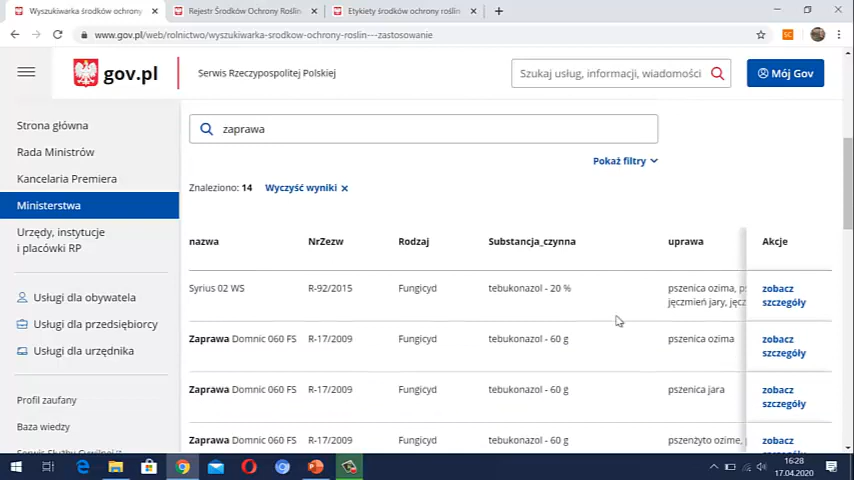 Wyszukiwarka środków ochrony
Rejestr Środków Ochrony Roślin
Etykiety środków ochrony roślin
www.gov.pl/web/rolnictwo/wyszukiwarka-srodkow-ochrony-roslin---zastosowanie
SC
gov.pl
Serwis Rzeczypospolitej Polskiej
Szukaj usług, informacji, wiadomości
Mój Gov
Strona główna
Rada Ministrów
Kancelaria Premiera
Ministerstwa
Urzędy, instytucje
i placówki RP
Usługi dla obywatela
Usługi dla przedsiębiorcy
Usługi dla urzędnika
Profil zaufany
Baza wiedzy
Serwis Służby Cywilnej
zaprawa
Pokaż filtry
Znaleziono: 14 Wyczyść wyniki ×
nazwa NrZezw Rodzaj Substancja_czynna uprawa Akcje
Syrius 02 WS R-92/2015 Fungicyd tebukonazol - 20 % pszenica ozima, zobacz
jęczmień jary, szczegóły
Zaprawa Domnic 060 FS R-17/2009 Fungicyd tebukonazol - 60 g pszenica ozima zobacz
szczegóły
Zaprawa Domnic 060 FS R-17/2009 Fungicyd tebukonazol - 60 g pszenica jara zobacz
szczegóły
Zaprawa Domnic 060 FS R-17/2009 Fungicyd tebukonazol - 60 g pszenżyto ozime, zobacz
16:28
17.04.2020